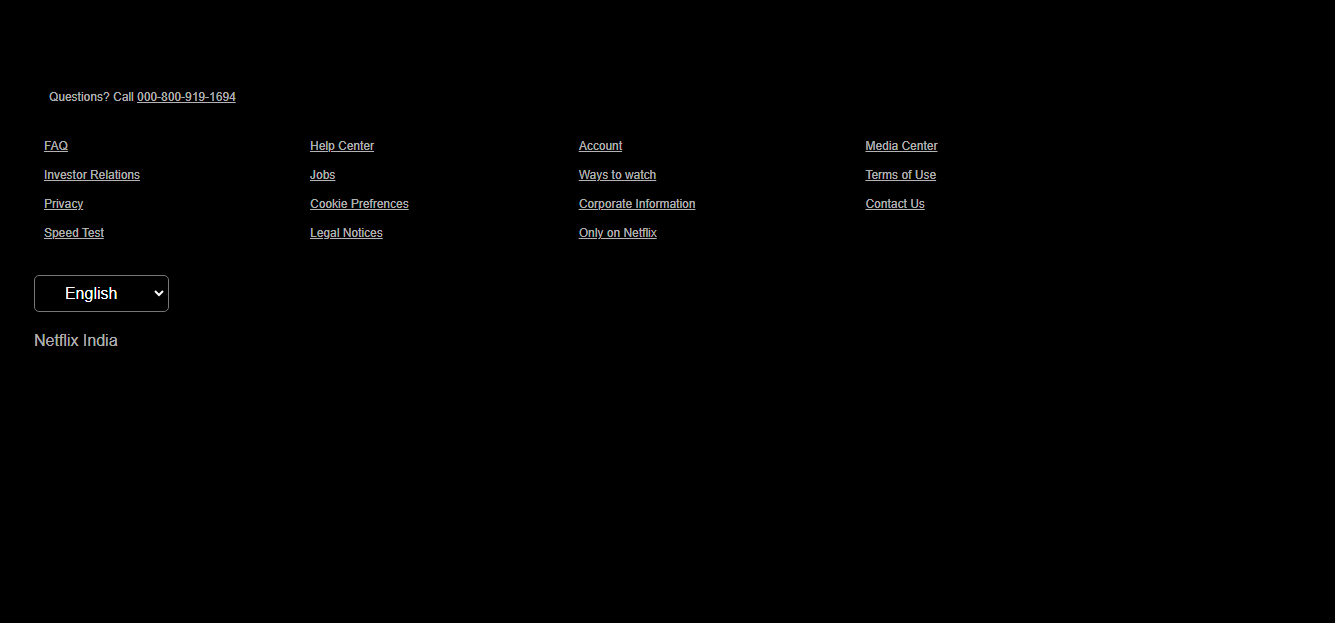 Questions? Call 000-800-919-1694
FAQ Help Center Account Media Center
Investor Relations Jobs Ways to watch Terms of Use
Privacy Cookie Prefrences Corporate Information Contact Us
Speed Test Legal Notices Only on Netflix
English
Netflix India